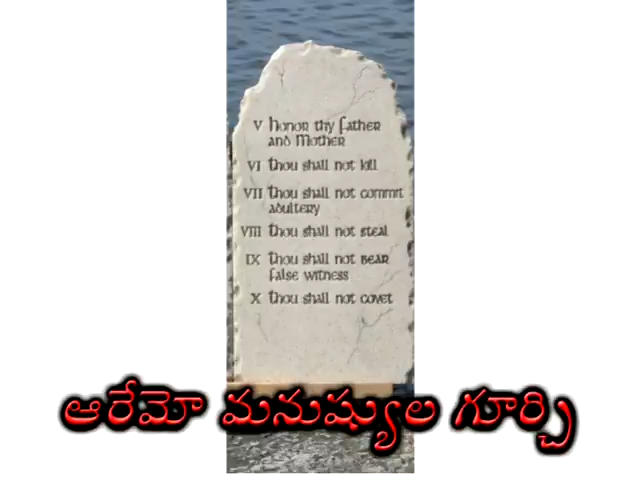 V Honor thy Father
and Mother
VI Thou shall not kill
VII Thou shall not commit
adultery
VIII Thou shall not steal
IX Thou shall not bear
false witness
X Thou shall not covet
ఆరేమో మనుష్యుల గూర్చి